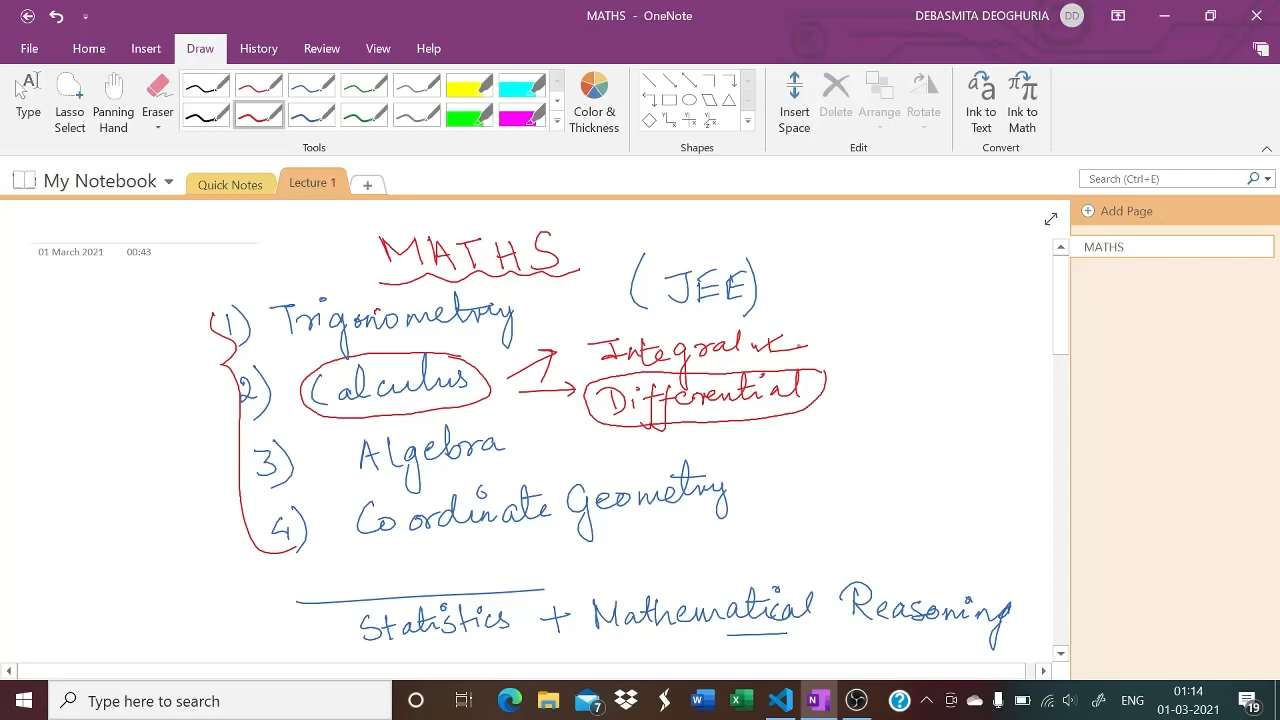 MATHS - OneNote
DEBASMITA DEOGHURIA DD
File Home Insert Draw History Review View Help
Type Lasso Select Panning Hand Eraser Color & Thickness Insert Space Delete Arrange Rotate Ink to Text Ink to Math
Tools Shapes Edit Convert
My Notebook Quick Notes Lecture 1 Search (Ctrl+E)
Add Page
MATHS
01 March 2021 00:43
MATHS
(JEE)
1) Trigonometry
Integral
2) Calculus
Differential
3) Algebra
4) Coordinate Geometry
Statistics + Mathematical Reasoning
Type here to search
7
ENG
01:14
01-03-2021
19